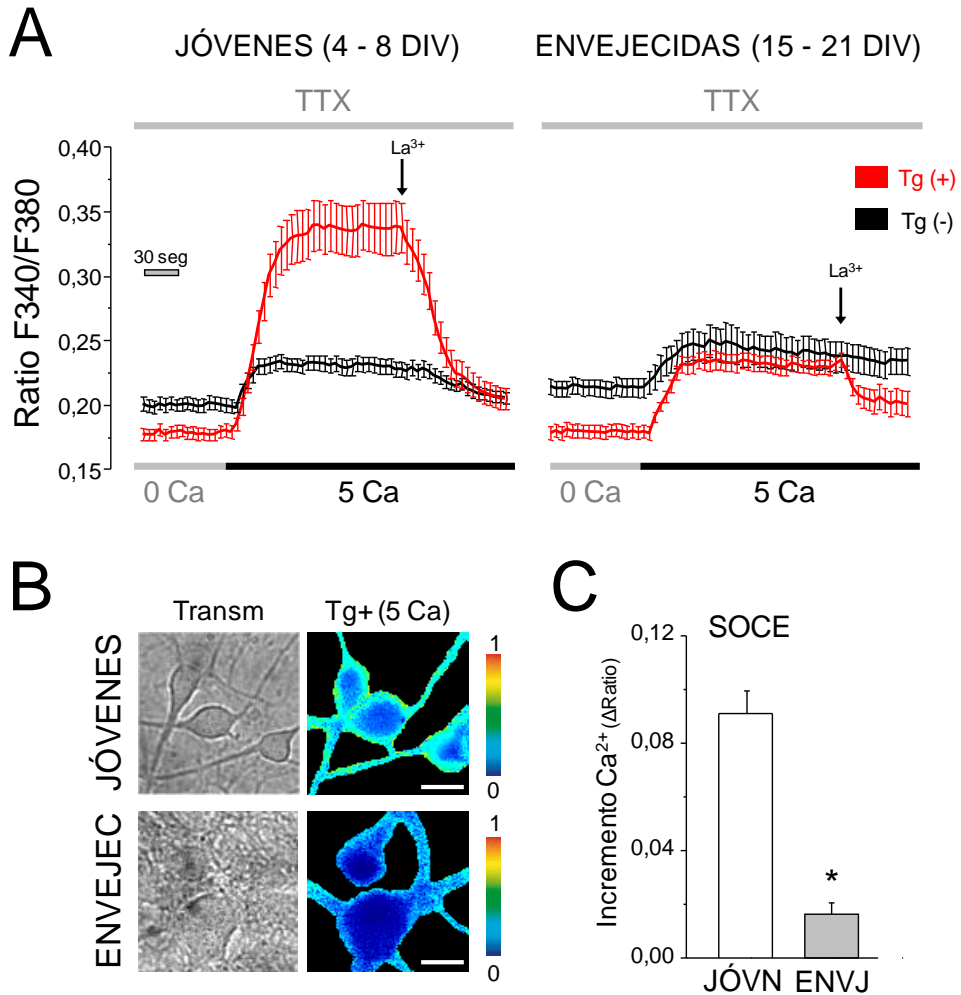 A
JÓVENES (4 - 8 DIV)
ENVEJECIDAS (15 - 21 DIV)
TTX
TTX
Ratio F340/F380
0,40
0,35
0,30
0,25
0,20
0,15
30 seg
La³⁺
La³⁺
Tg (+)
Tg (-)
0 Ca
5 Ca
0 Ca
5 Ca
B
Transm
Tg+ (5 Ca)
JÓVENES
1
0
ENVEJEC
1
0
C
SOCE
Incremento Ca²⁺ (ΔRatio)
0,12
0,08
0,04
0,00
*
JÓVN
ENVJ